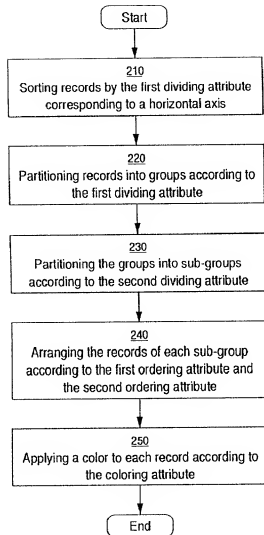 Start
210
Sorting records by the first dividing attribute
corresponding to a horizontal axis
220
Partitioning records into groups according to
the first dividing attribute
230
Partitioning the groups into sub-groups
according to the second dividing attribute
240
Arranging the records of each sub-group
according to the first ordering attribute and
the second ordering attribute
250
Applying a color to each record according to
the coloring attribute
End